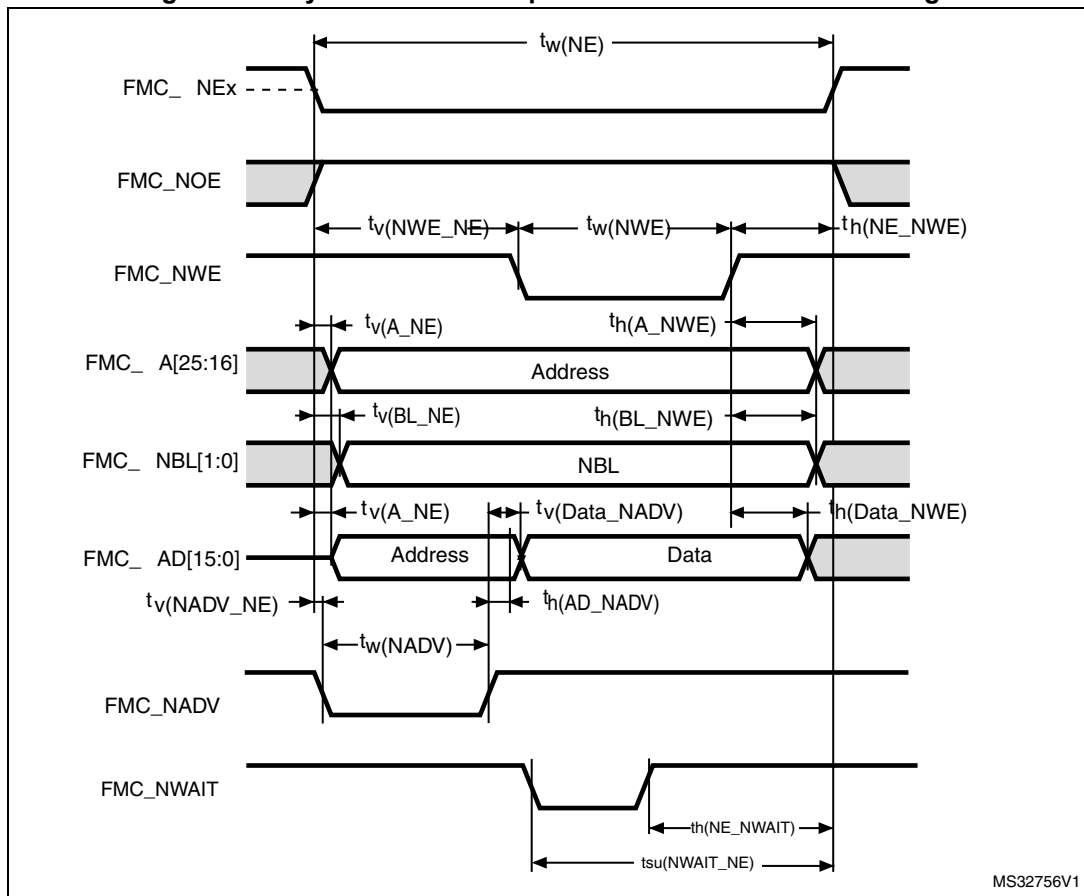 tw(NE)
FMC_ NEx
FMC_NOE
tv(NWE_NE) tw(NWE) th(NE_NWE)
FMC_NWE
tv(A_NE) th(A_NWE)
FMC_ A[25:16] Address
tv(BL_NE) th(BL_NWE)
FMC_ NBL[1:0] NBL
tv(A_NE) tv(Data_NADV) th(Data_NWE)
FMC_ AD[15:0] Address Data
tv(NADV_NE) th(AD_NADV)
tw(NADV)
FMC_NADV
FMC_NWAIT
th(NE_NWAIT)
tsu(NWAIT_NE)
MS32756V1